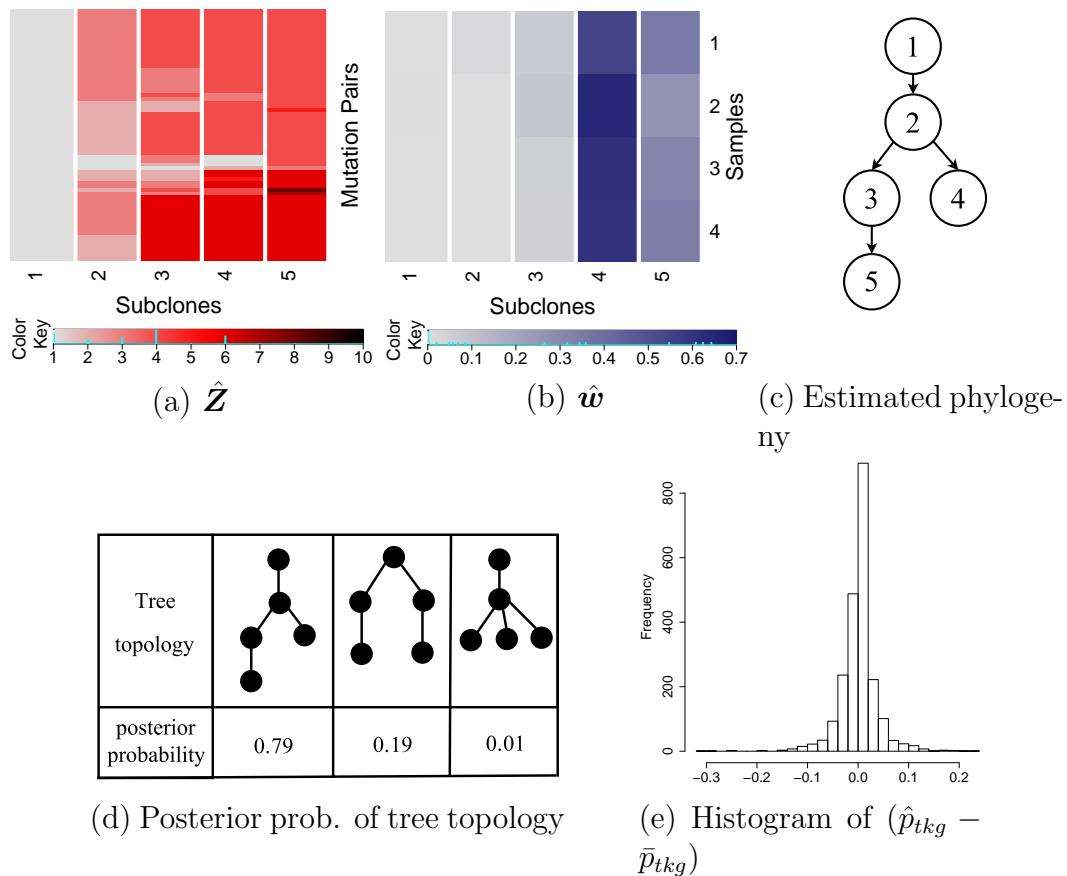 Mutation Pairs
1 2 3 4 5
Subclones
Color
Key
1 2 3 4 5 6 7 8 9 10
(a) Ẑ
1
2
3
4
Samples
1 2 3 4 5
Subclones
Color
Key
0 0.1 0.2 0.3 0.4 0.5 0.6 0.7
(b) ŵ
1
2
3 4
5
(c) Estimated phyloge-
ny
Tree
topology
posterior
probability
0.79 0.19 0.01
(d) Posterior prob. of tree topology
Frequency
800
600
400
200
0
−0.3 −0.2 −0.1 0.0 0.1 0.2
(e) Histogram of (p̂tkg −
p̄tkg)